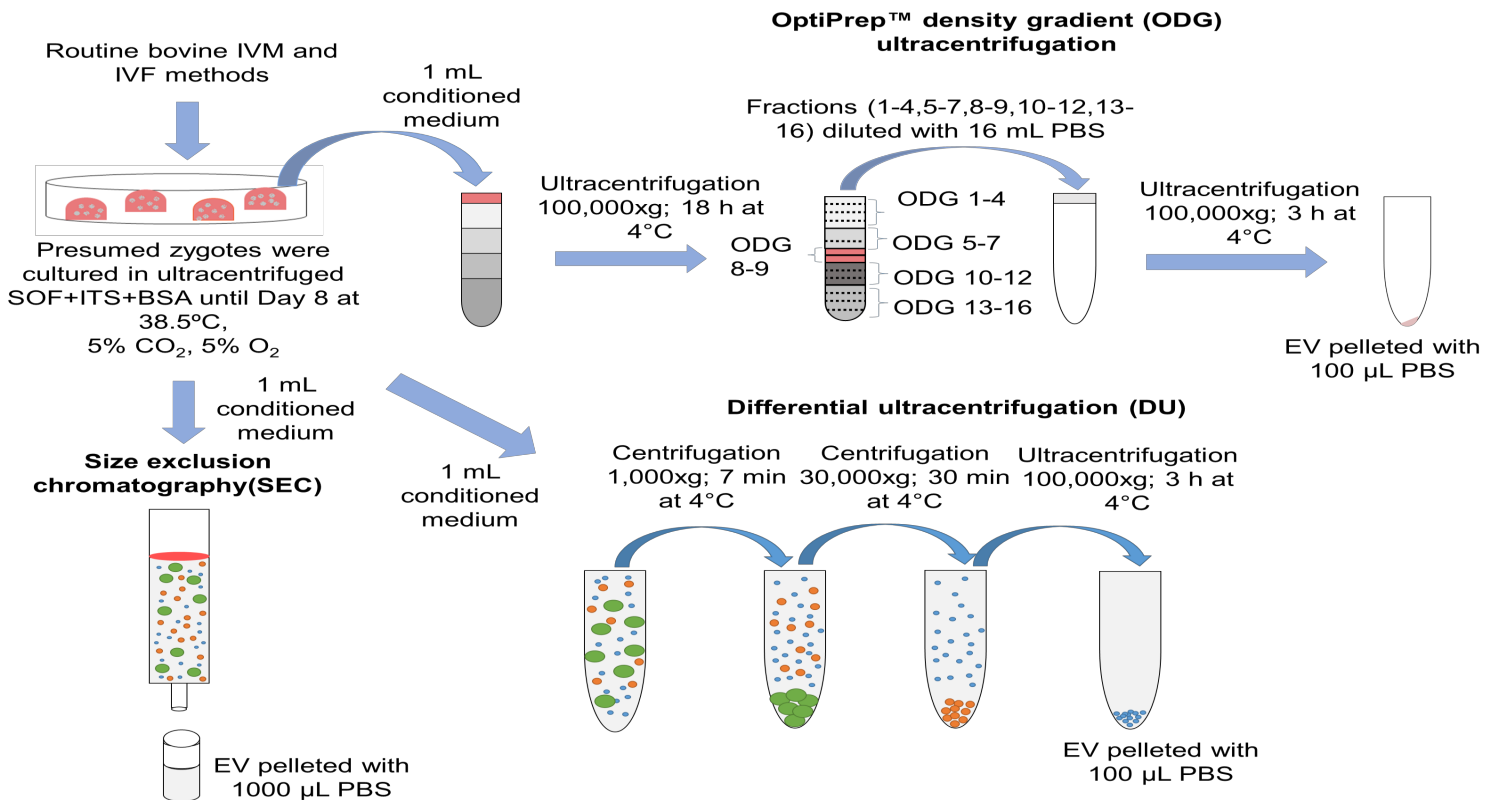 OptiPrep™ density gradient (ODG)
ultracentrifugation
Routine bovine IVM and
IVF methods
1 mL
conditioned
medium
Fractions (1-4,5-7,8-9,10-12,13-
16) diluted with 16 mL PBS
Ultracentrifugation
100,000xg; 18 h at
4°C
ODG
8-9
ODG 1-4
ODG 5-7
ODG 10-12
ODG 13-16
Ultracentrifugation
100,000xg; 3 h at
4°C
EV pelleted with
100 µL PBS
Presumed zygotes were
cultured in ultracentrifuged
SOF+ITS+BSA until Day 8 at
38.5ºC,
5% CO₂, 5% O₂
1 mL
conditioned
medium
Size exclusion
chromatography(SEC)
EV pelleted with
1000 µL PBS
1 mL
conditioned
medium
Differential ultracentrifugation (DU)
Centrifugation
1,000xg; 7 min
at 4°C
Centrifugation
30,000xg; 30 min
at 4°C
Ultracentrifugation
100,000xg; 3 h at
4°C
EV pelleted with
100 µL PBS